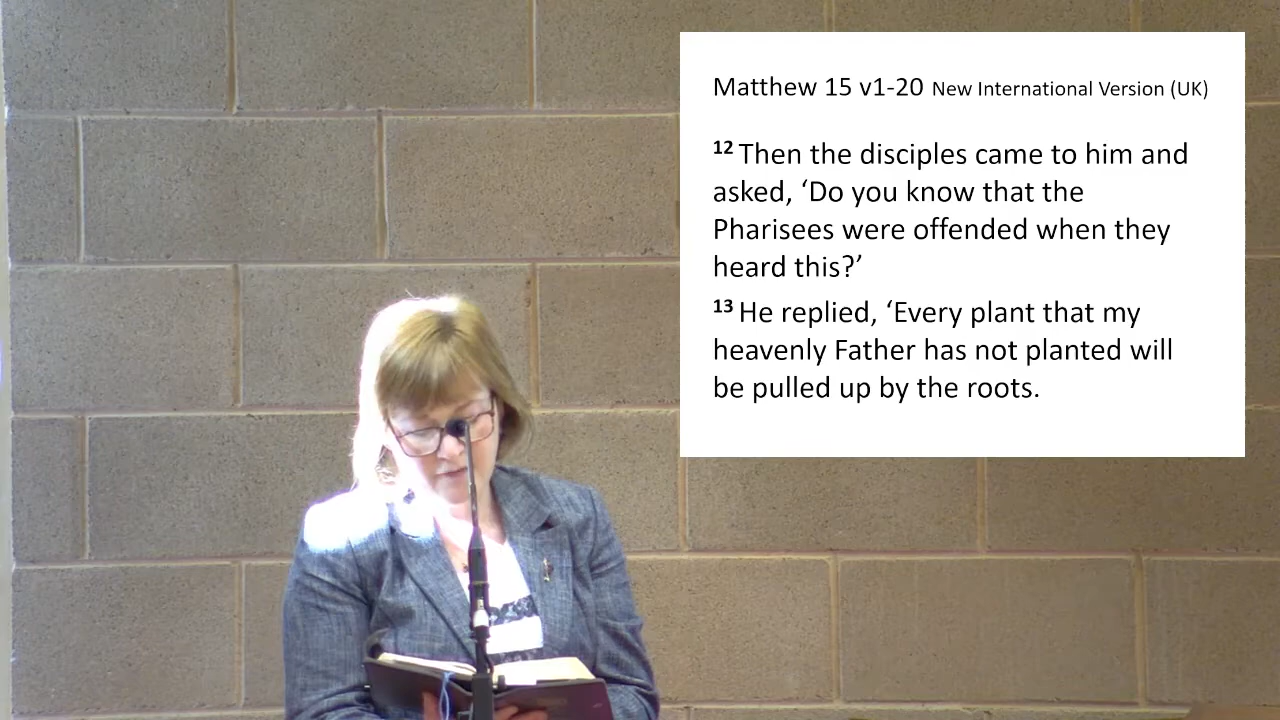 Matthew 15 v1-20 New International Version (UK)
12 Then the disciples came to him and
asked, ‘Do you know that the
Pharisees were offended when they
heard this?’
13 He replied, ‘Every plant that my
heavenly Father has not planted will
be pulled up by the roots.